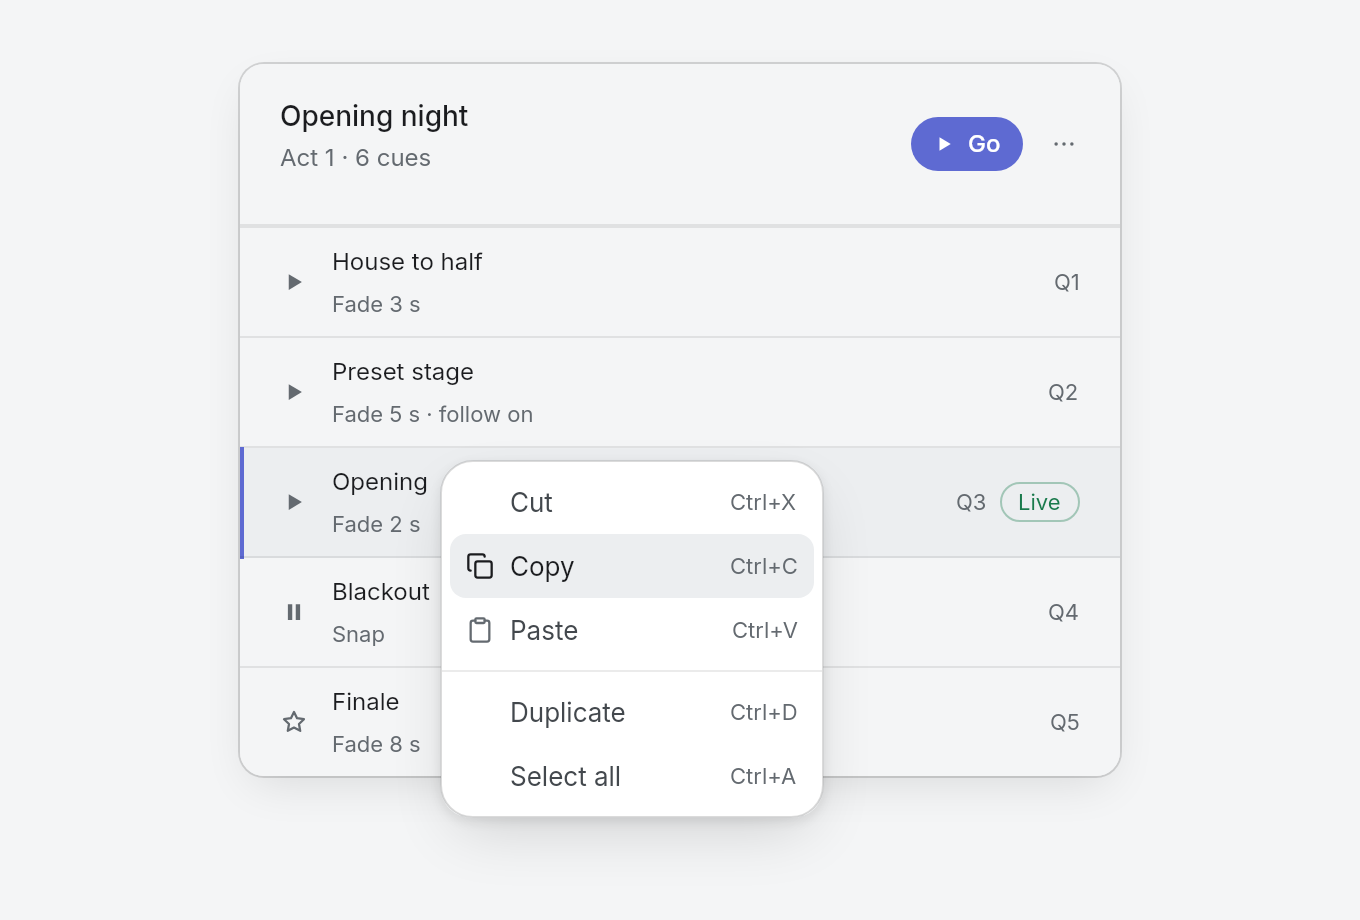 Opening night
Act 1 · 6 cues
Go
House to half
Fade 3 s
Q1
Preset stage
Fade 5 s · follow on
Q2
Opening
Fade 2 s
Q3
Live
Blackout
Snap
Q4
Finale
Fade 8 s
Q5
Cut Ctrl+X
Copy Ctrl+C
Paste Ctrl+V
Duplicate Ctrl+D
Select all Ctrl+A